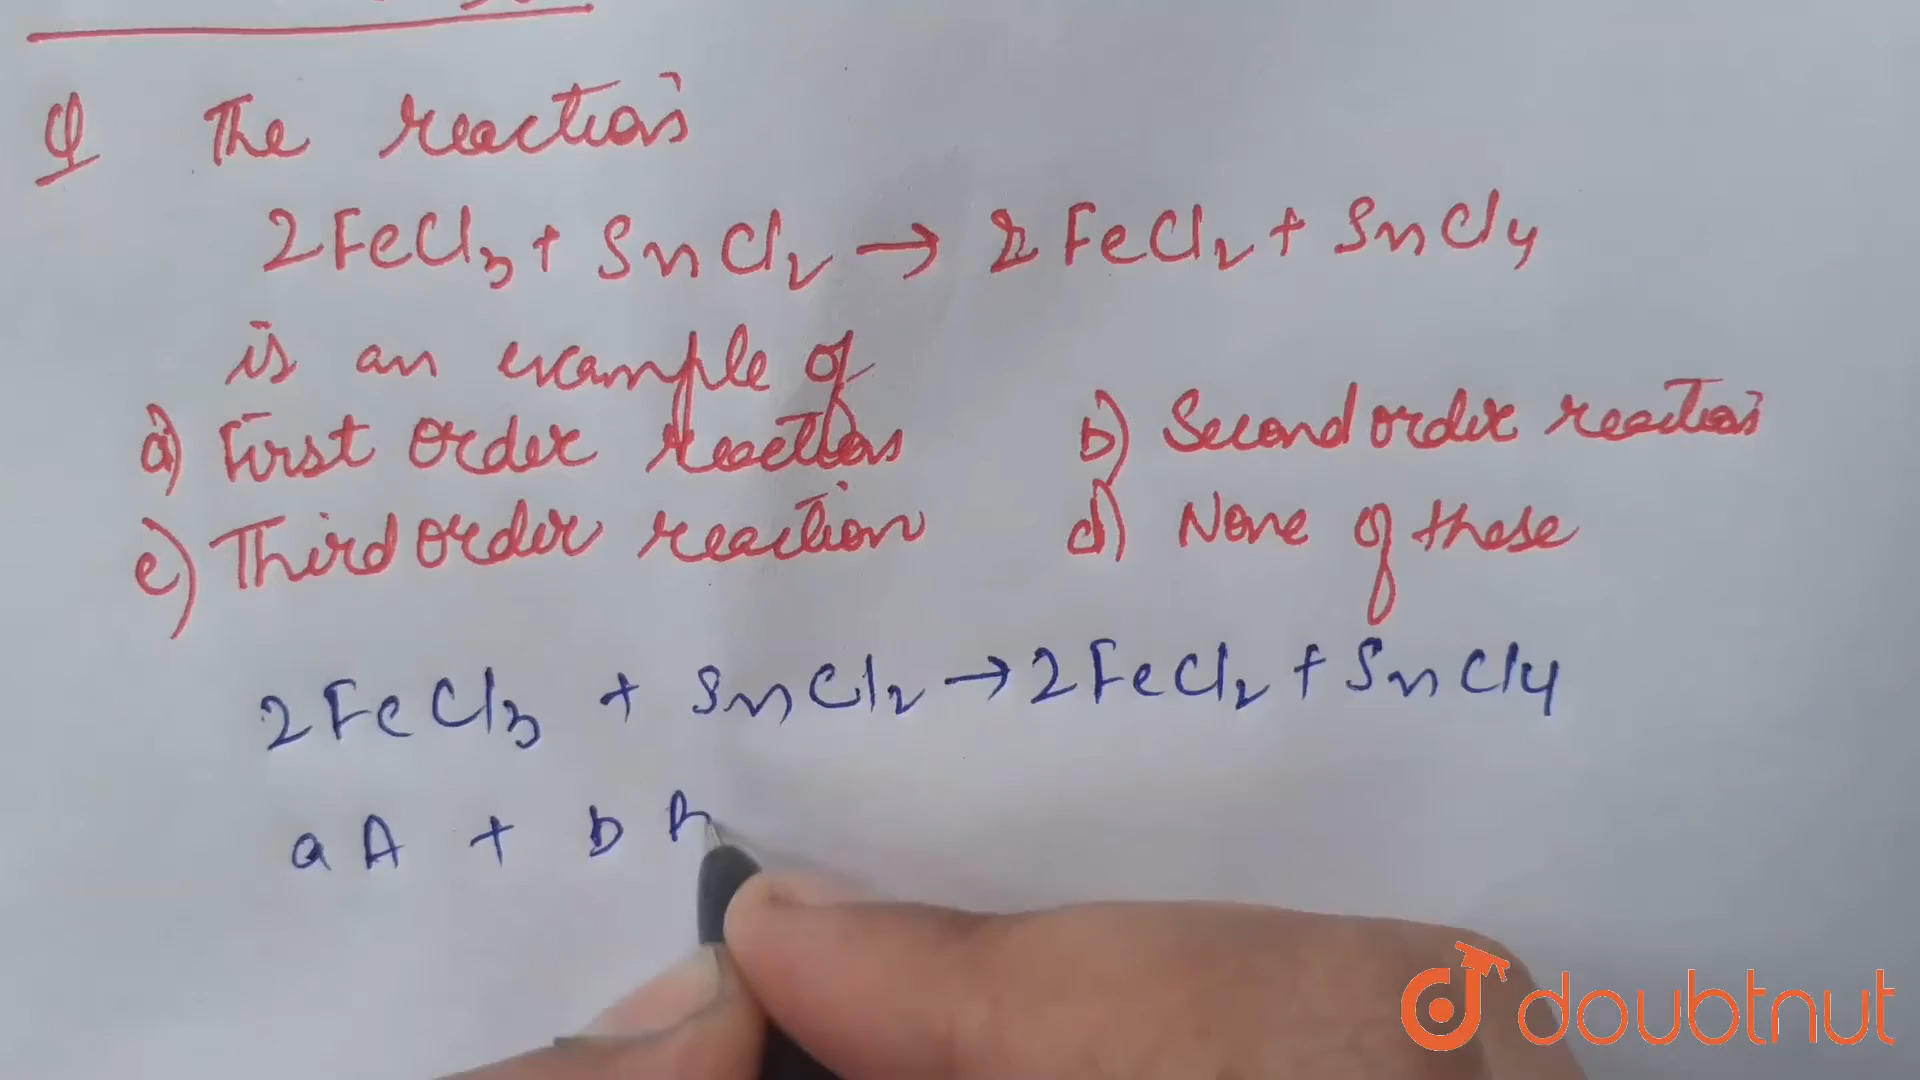 Q The reaction
2FeCl3 + SnCl2 → 2FeCl2 + SnCl4
is an example of
a) First order reaction b) Second order reaction
c) Third order reaction d) None of these
2FeCl3 + SnCl2 → 2FeCl2 + SnCl4
aA + b B
doubtnut